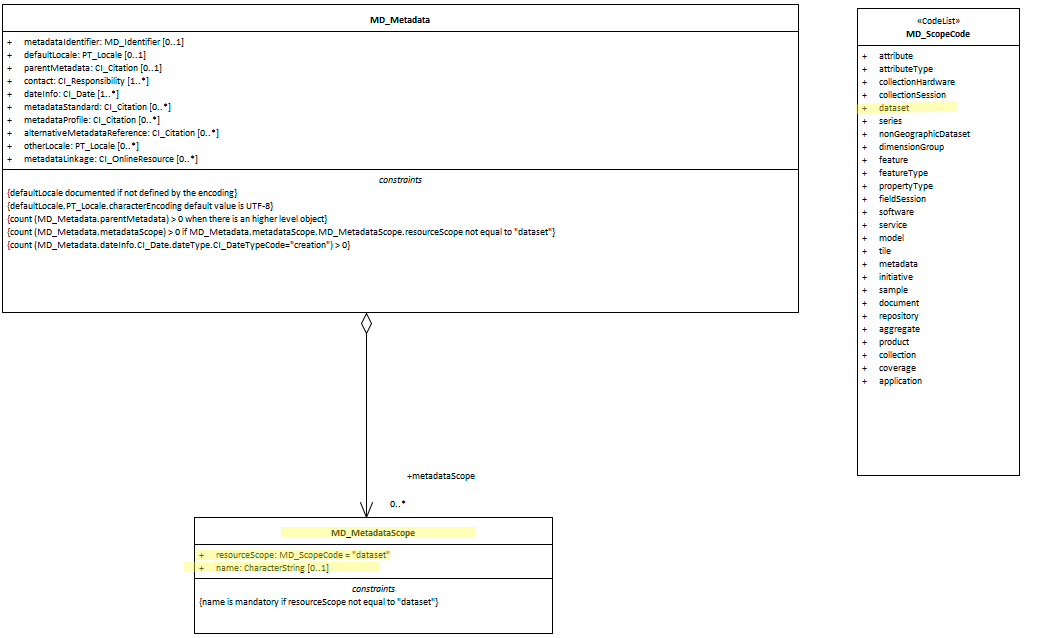 MD_Metadata
+ metadataIdentifier: MD_Identifier [0..1]
+ defaultLocale: PT_Locale [0..1]
+ parentMetadata: CI_Citation [0..1]
+ contact: CI_Responsibility [1..*]
+ dateInfo: CI_Date [1..*]
+ metadataStandard: CI_Citation [0..*]
+ metadataProfile: CI_Citation [0..*]
+ alternativeMetadataReference: CI_Citation [0..*]
+ otherLocale: PT_Locale [0..*]
+ metadataLinkage: CI_OnlineResource [0..*]
constraints
{defaultLocale documented if not defined by the encoding}
{defaultLocale.PT_Locale.characterEncoding default value is UTF-8}
{count (MD_Metadata.parentMetadata) > 0 when there is an higher level object}
{count (MD_Metadata.metadataScope) > 0 if MD_Metadata.metadataScope.MD_MetadataScope.resourceScope not equal to "dataset"}
{count (MD_Metadata.dateInfo.CI_Date.dateType.CI_DateTypeCode="creation") > 0}
+metadataScope
0..*
MD_MetadataScope
+ resourceScope: MD_ScopeCode = "dataset"
+ name: CharacterString [0..1]
constraints
{name is mandatory if resourceScope not equal to "dataset"}
«CodeList»
MD_ScopeCode
+ attribute
+ attributeType
+ collectionHardware
+ collectionSession
+ dataset
+ series
+ nonGeographicDataset
+ dimensionGroup
+ feature
+ featureType
+ propertyType
+ fieldSession
+ software
+ service
+ model
+ tile
+ metadata
+ initiative
+ sample
+ document
+ repository
+ aggregate
+ product
+ collection
+ coverage
+ application